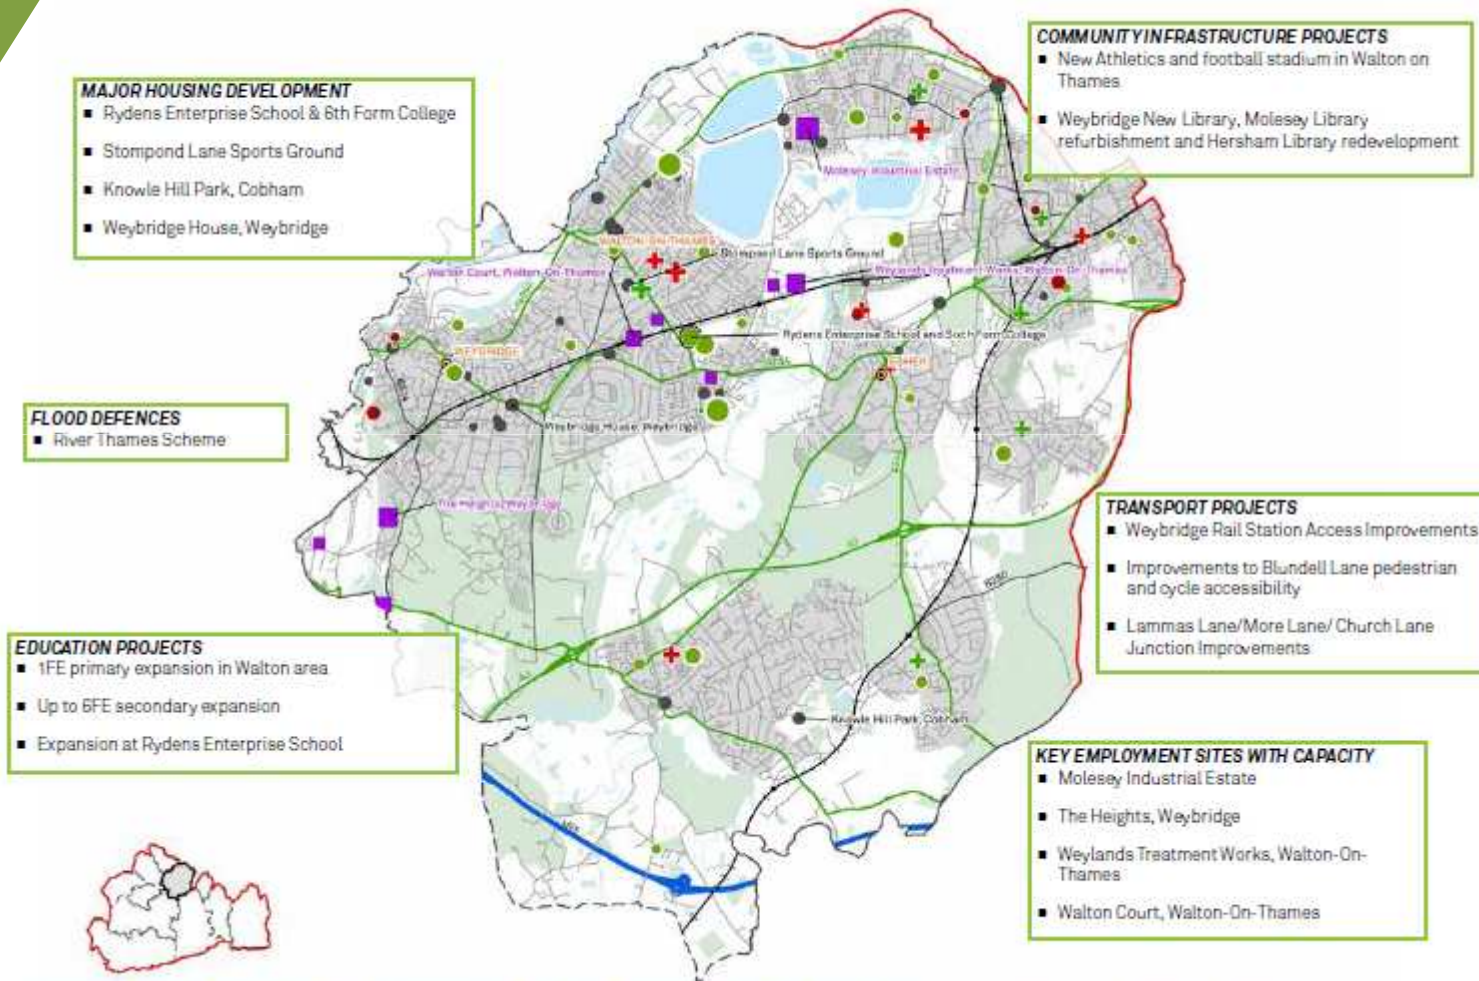 MAJOR HOUSING DEVELOPMENT
▪ Rydens Enterprise School & 6th Form College
▪ Stompond Lane Sports Ground
▪ Knowle Hill Park, Cobham
▪ Weybridge House, Weybridge
COMMUNITY INFRASTRUCTURE PROJECTS
▪ New Athletics and football stadium in Walton on
Thames
▪ Weybridge New Library, Molesey Library
refurbishment and Hersham Library redevelopment
Molesey Industrial Estate
WALTON-ON-THAMES
Stompond Lane Sports Ground
Walton Court, Walton-On-Thames
Weylands Treatment Works, Walton-On-Thames
Rydens Enterprise School and Sixth Form College
WEYBRIDGE
ESHER
FLOOD DEFENCES
▪ River Thames Scheme
Weybridge House, Weybridge
The Heights, Weybridge
TRANSPORT PROJECTS
▪ Weybridge Rail Station Access Improvements
▪ Improvements to Blundell Lane pedestrian
and cycle accessibility
▪ Lammas Lane/More Lane/ Church Lane
Junction Improvements
EDUCATION PROJECTS
▪ 1FE primary expansion in Walton area
▪ Up to 6FE secondary expansion
▪ Expansion at Rydens Enterprise School
Knowle Hill Park, Cobham
KEY EMPLOYMENT SITES WITH CAPACITY
▪ Molesey Industrial Estate
▪ The Heights, Weybridge
▪ Weylands Treatment Works, Walton-On-
Thames
▪ Walton Court, Walton-On-Thames